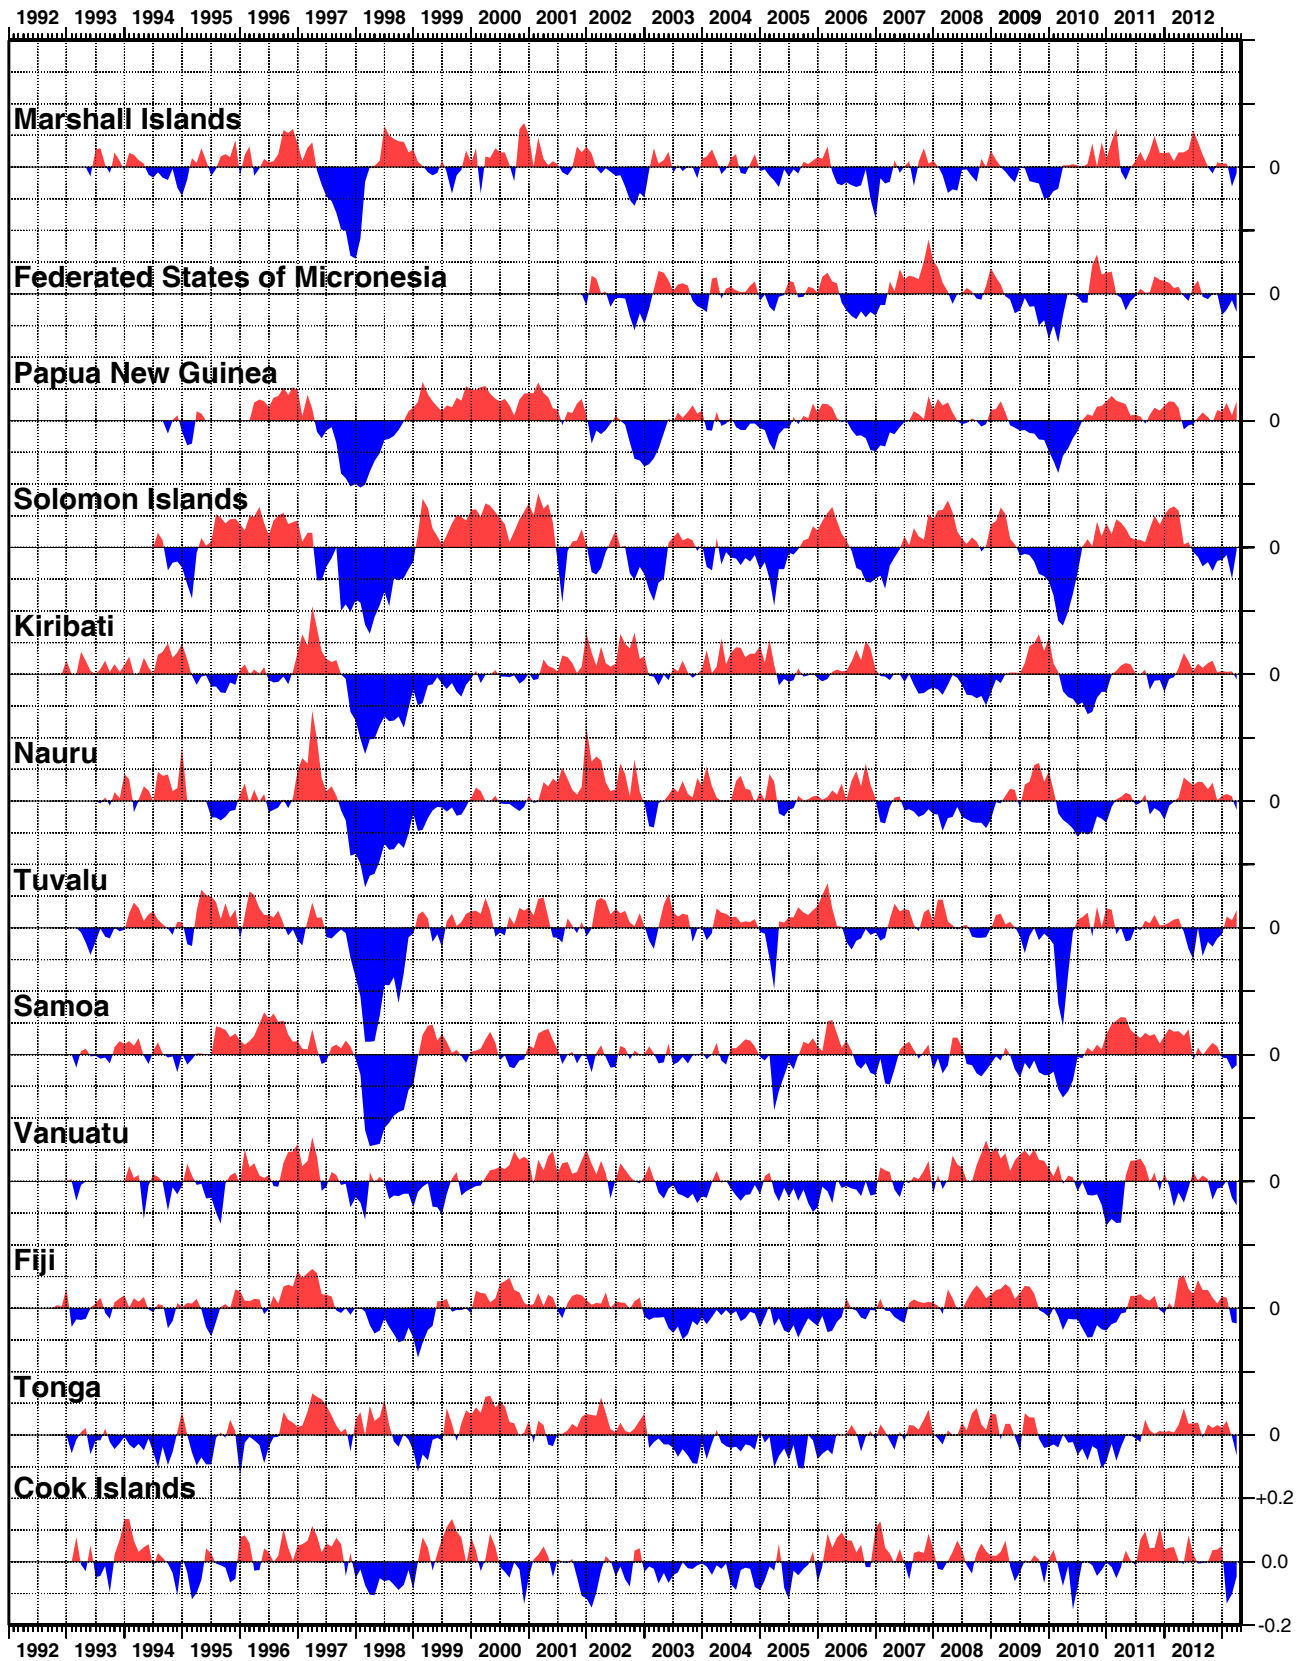 1992 1993 1994 1995 1996 1997 1998 1999 2000 2001 2002 2003 2004 2005 2006 2007 2008 2009 2010 2011 2012
Marshall Islands
0
Federated States of Micronesia
0
Papua New Guinea
0
Solomon Islands
0
Kiribati
0
Nauru
0
Tuvalu
0
Samoa
0
Vanuatu
0
Fiji
0
Tonga
0
Cook Islands
+0.2
0.0
-0.2
1992 1993 1994 1995 1996 1997 1998 1999 2000 2001 2002 2003 2004 2005 2006 2007 2008 2009 2010 2011 2012